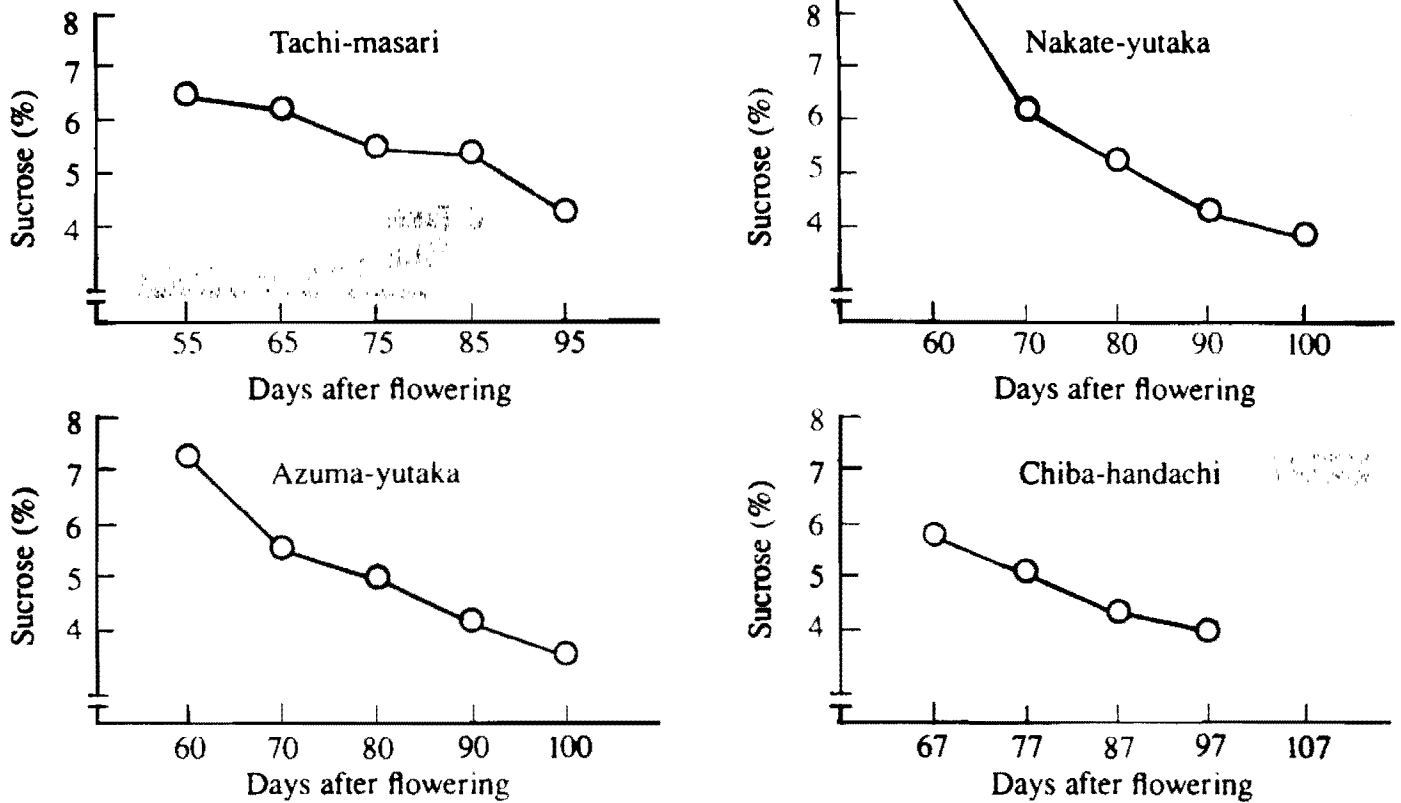 Tachi-masari
Sucrose (%)
8
7
6
5
4
55 65 75 85 95
Days after flowering
Nakate-yutaka
Sucrose (%)
8
7
6
5
4
60 70 80 90 100
Days after flowering
Azuma-yutaka
Sucrose (%)
8
7
6
5
4
60 70 80 90 100
Days after flowering
Chiba-handachi
Sucrose (%)
8
7
6
5
4
67 77 87 97 107
Days after flowering